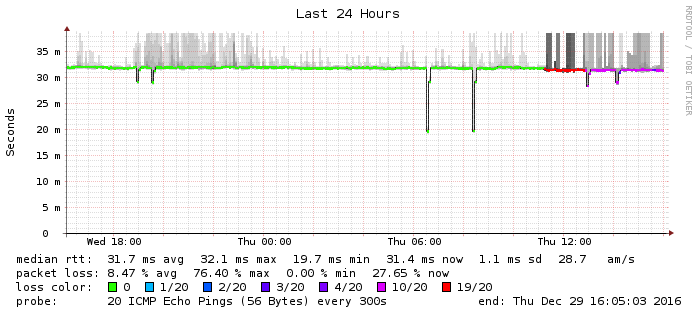 Last 24 Hours
RRDTOOL / TOBI OETIKER
Seconds
35 m
30 m
25 m
20 m
15 m
10 m
5 m
0
Wed 18:00 Thu 00:00 Thu 06:00 Thu 12:00
median rtt: 31.7 ms avg 32.1 ms max 19.7 ms min 31.4 ms now 1.1 ms sd 28.7 am/s
packet loss: 8.47 % avg 76.40 % max 0.00 % min 27.65 % now
loss color: 0 1/20 2/20 3/20 4/20 10/20 19/20
probe: 20 ICMP Echo Pings (56 Bytes) every 300s end: Thu Dec 29 16:05:03 2016